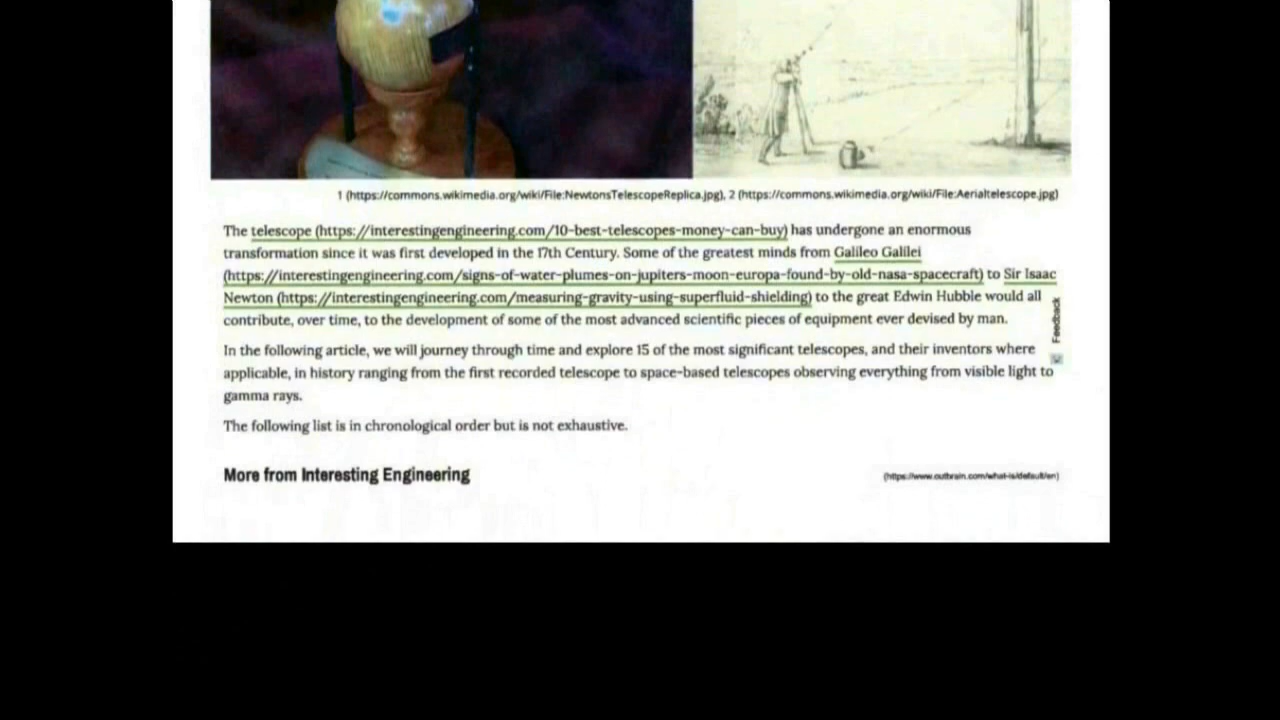 1 (https://commons.wikimedia.org/wiki/File:NewtonsTelescopeReplica.jpg), 2 (https://commons.wikimedia.org/wiki/File:Aerialtelescope.jpg)
The telescope (https://interestingengineering.com/10-best-telescopes-money-can-buy) has undergone an enormous
transformation since it was first developed in the 17th Century. Some of the greatest minds from Galileo Galilei
(https://interestingengineering.com/signs-of-water-plumes-on-jupiters-moon-europa-found-by-old-nasa-spacecraft) to Sir Isaac
Newton (https://interestingengineering.com/measuring-gravity-using-superfluid-shielding) to the great Edwin Hubble would all
contribute, over time, to the development of some of the most advanced scientific pieces of equipment ever devised by man.
Feedback
In the following article, we will journey through time and explore 15 of the most significant telescopes, and their inventors where
applicable, in history ranging from the first recorded telescope to space-based telescopes observing everything from visible light to
gamma rays.
The following list is in chronological order but is not exhaustive.
More from Interesting Engineering
(https://www.outbrain.com/what-is/default/en)